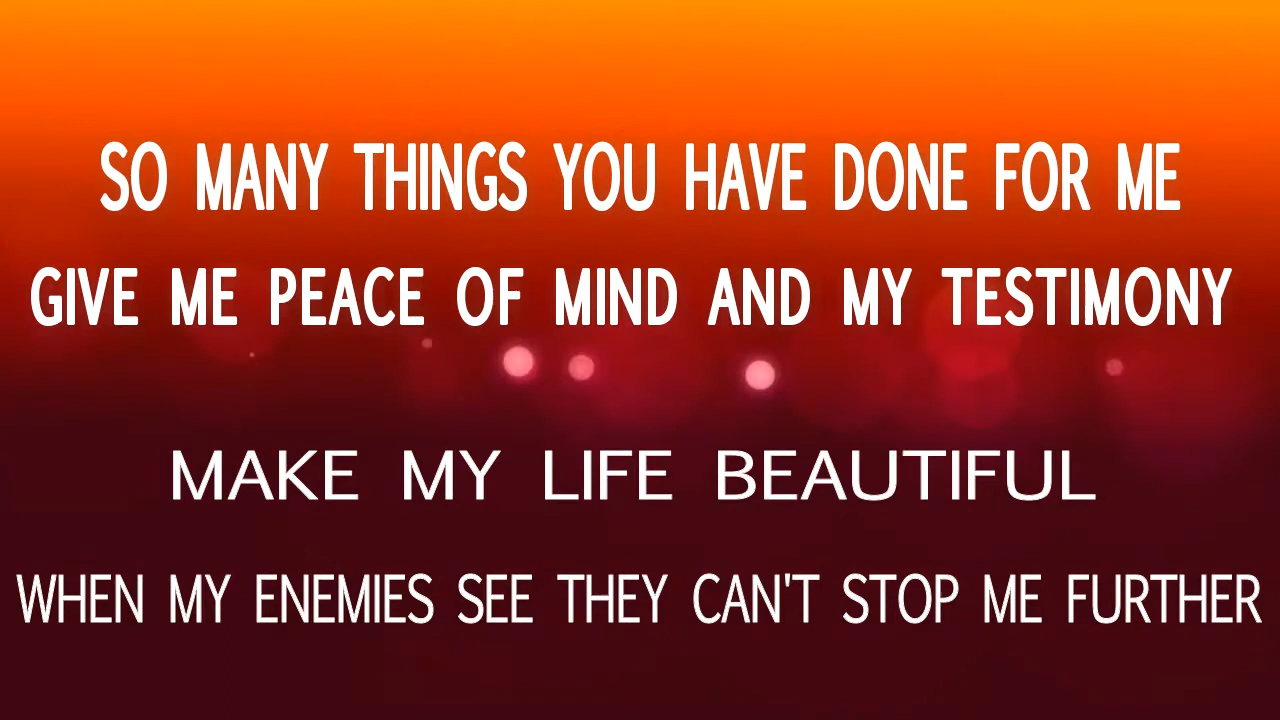 SO MANY THINGS YOU HAVE DONE FOR ME
GIVE ME PEACE OF MIND AND MY TESTIMONY
MAKE MY LIFE BEAUTIFUL
WHEN MY ENEMIES SEE THEY CAN'T STOP ME FURTHER